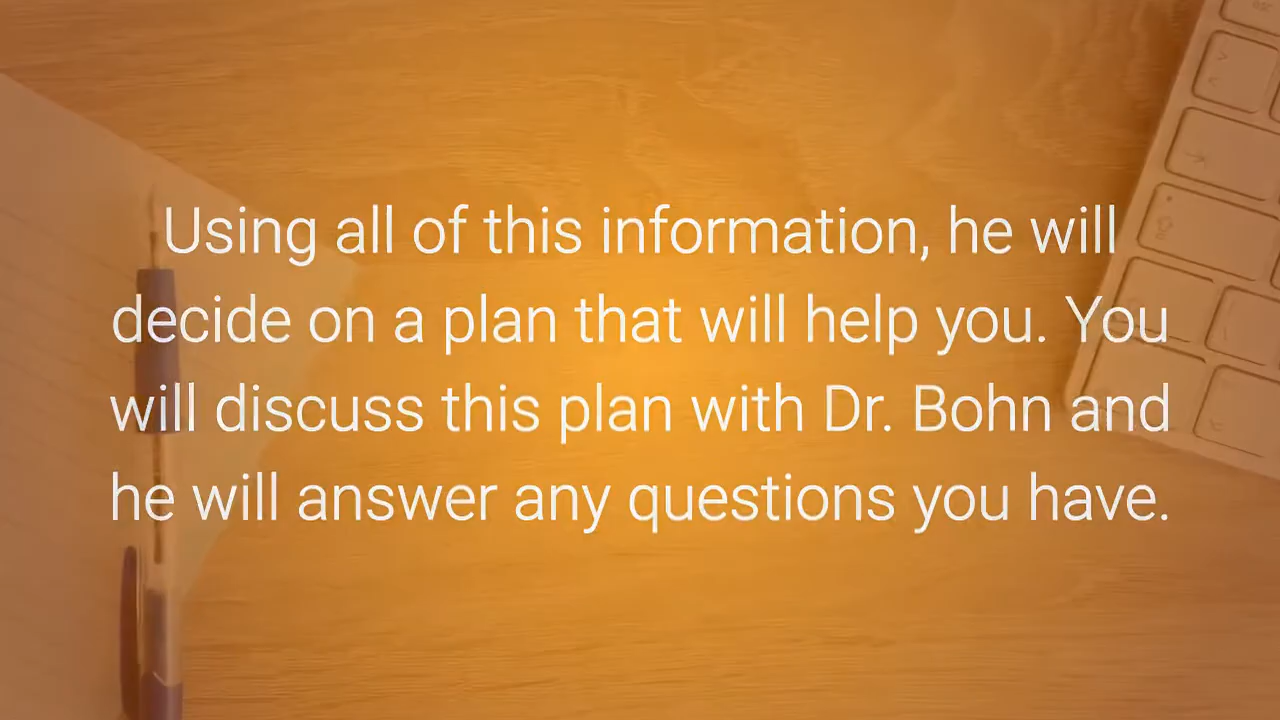 Using all of this information, he will
decide on a plan that will help you. You
will discuss this plan with Dr. Bohn and
he will answer any questions you have.